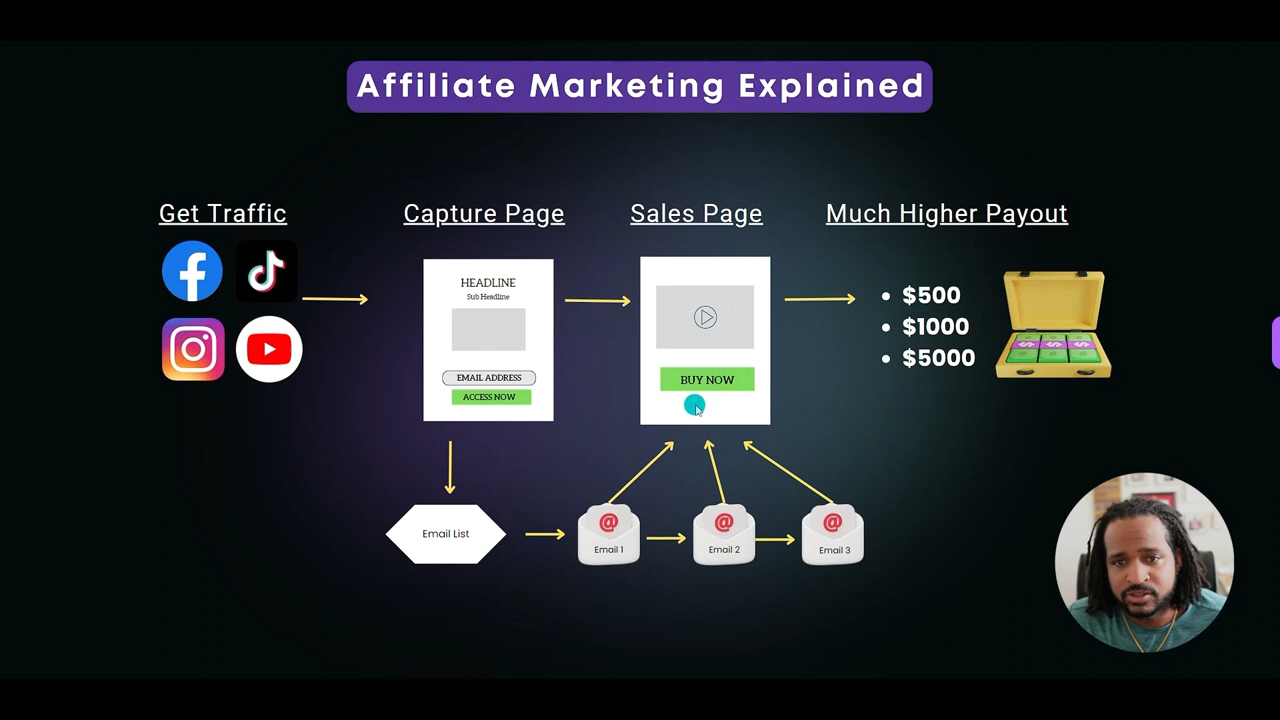 Affiliate Marketing Explained
Get Traffic
Capture Page
Sales Page
Much Higher Payout
HEADLINE
Sub Headline
EMAIL ADDRESS
ACCESS NOW
BUY NOW
$500
$1000
$5000
Email List
@
Email 1
@
Email 2
@
Email 3